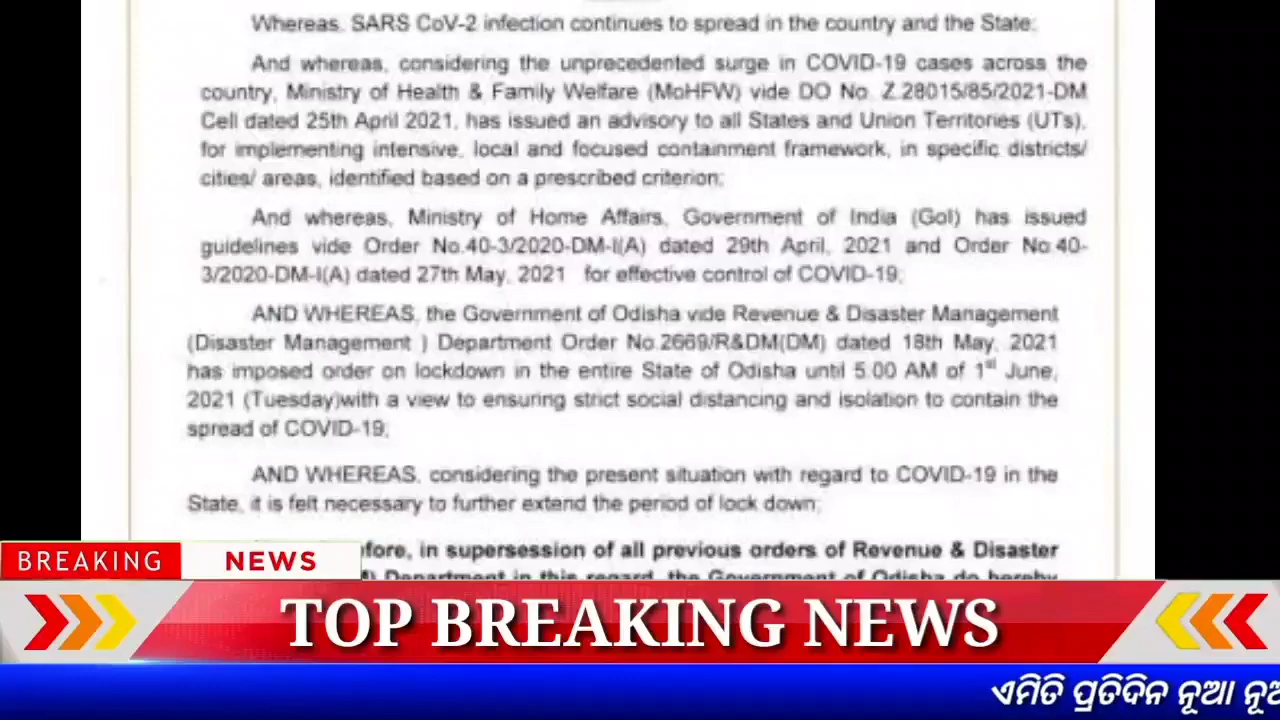 Whereas, SARS CoV-2 infection continues to spread in the country and the State;
And whereas, considering the unprecedented surge in COVID-19 cases across the
country, Ministry of Health & Family Welfare (MoHFW) vide DO No. Z.28015/85/2021-DM
Cell dated 25th April 2021, has issued an advisory to all States and Union Territories (UTs),
for implementing intensive, local and focused containment framework, in specific districts/
cities/ areas, identified based on a prescribed criterion;
And whereas, Ministry of Home Affairs, Government of India (GoI) has issued
guidelines vide Order No.40-3/2020-DM-I(A) dated 29th April, 2021 and Order No.40-
3/2020-DM-I(A) dated 27th May, 2021 for effective control of COVID-19;
AND WHEREAS, the Government of Odisha vide Revenue & Disaster Management
(Disaster Management ) Department Order No.2669/R&DM(DM) dated 18th May, 2021
has imposed order on lockdown in the entire State of Odisha until 5.00 AM of 1st June,
2021 (Tuesday)with a view to ensuring strict social distancing and isolation to contain the
spread of COVID-19;
AND WHEREAS, considering the present situation with regard to COVID-19 in the
State, it is felt necessary to further extend the period of lock down;
in supersession of all previous orders of Revenue & Disaster
Department in this regard, the Government of Odisha do hereby
BREAKING NEWS
TOP BREAKING NEWS
ଏମିତି ପ୍ରତିଦିନ ନୂଆ ନୂଆ